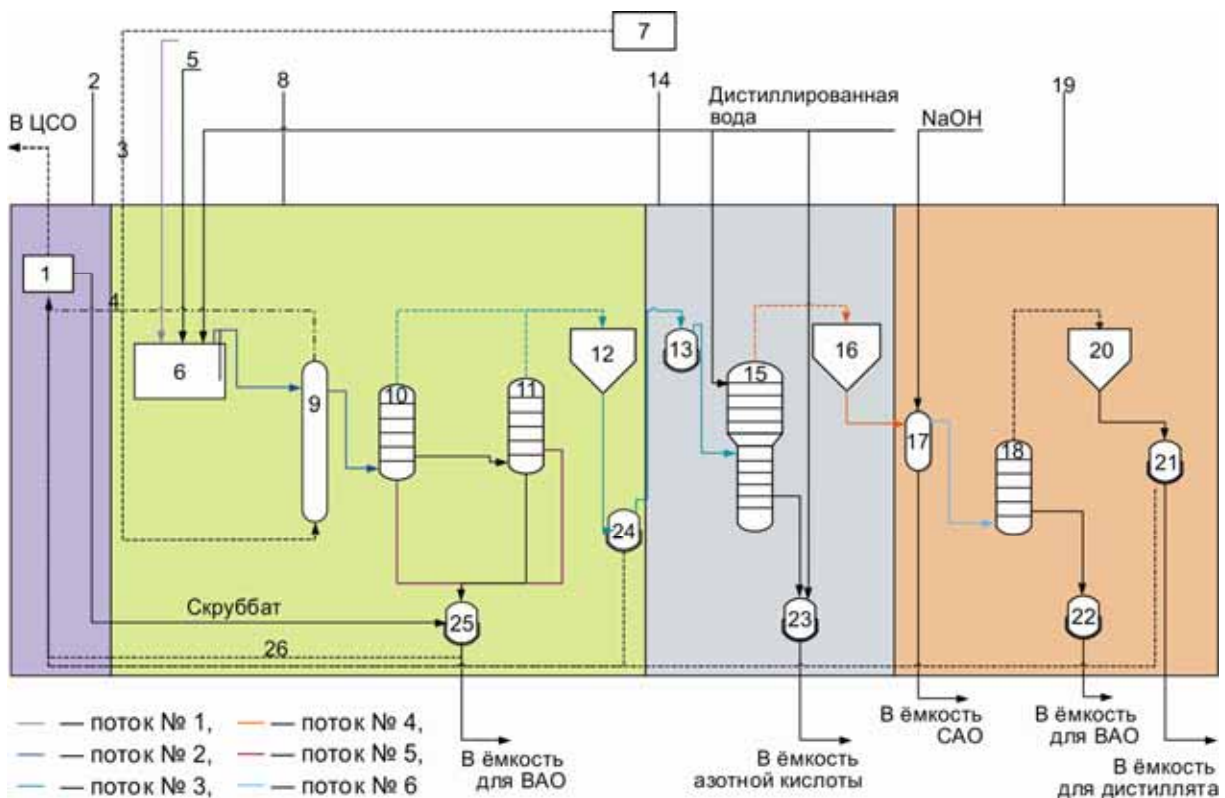 7
5
2
8
14
Дистиллированная
вода
19
NaOH
В ЦСО
3
1
4
6
9
10
11
12
13
15
16
17
18
20
21
24
Скруббат
25
23
22
26
— поток № 1,
— поток № 4,
— поток № 2,
— поток № 5,
— поток № 3,
— поток № 6
В ёмкость
для ВАО
В ёмкость
азотной кислоты
В ёмкость
САО
В ёмкость
для ВАО
В ёмкость
для дистиллята